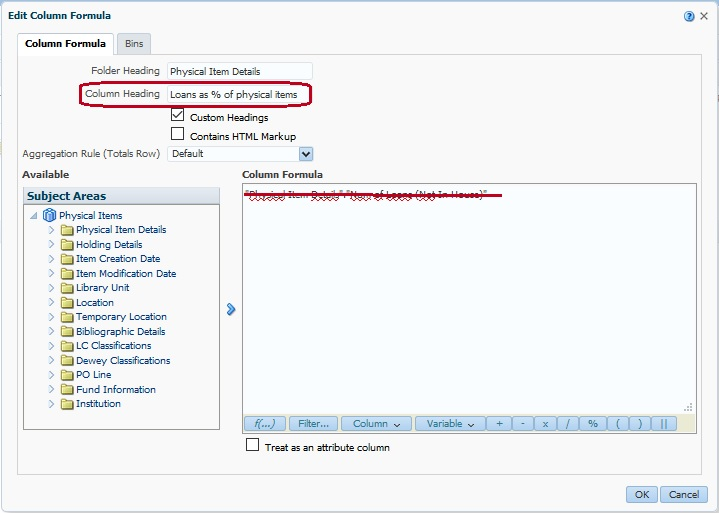 Edit Column Formula
Column Formula
Bins
Folder Heading Physical Item Details
Column Heading Loans as % of physical items
Custom Headings
Contains HTML Markup
Aggregation Rule (Totals Row) Default
Available
Column Formula
Subject Areas
"Physical Item Details"."Num of Loans (Not In House)"
Physical Items
Physical Item Details
Holding Details
Item Creation Date
Item Modification Date
Library Unit
Location
Temporary Location
Bibliographic Details
LC Classifications
Dewey Classifications
PO Line
Fund Information
Institution
f(...) Filter... Column Variable + - x / % ( ) ||
Treat as an attribute column
OK Cancel